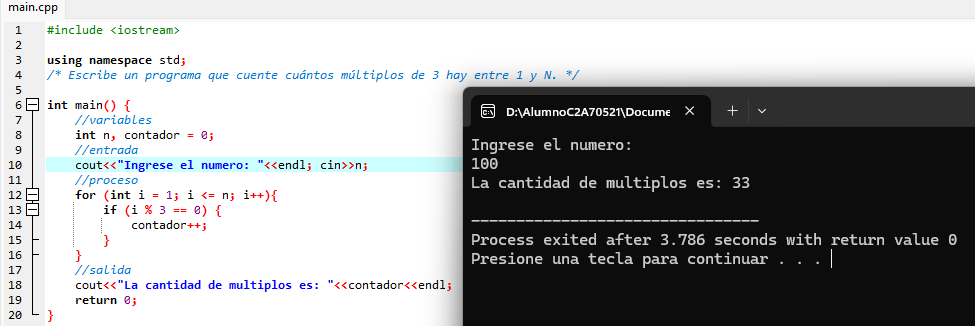 main.cpp
1 #include <iostream>
2
3 using namespace std;
4 /* Escribe un programa que cuente cuántos múltiplos de 3 hay entre 1 y N. */
5
6 int main() {
7 //variables
8 int n, contador = 0;
9 //entrada
10 cout<<"Ingrese el numero: "<<endl; cin>>n;
11 //proceso
12 for (int i = 1; i <= n; i++){
13 if (i % 3 == 0) {
14 contador++;
15 }
16 }
17 //salida
18 cout<<"La cantidad de multiplos es: "<<contador<<endl;
19 return 0;
20 }
D:\AlumnoC2A70521\Docume
Ingrese el numero:
100
La cantidad de multiplos es: 33
--------------------------------
Process exited after 3.786 seconds with return value 0
Presione una tecla para continuar . . .